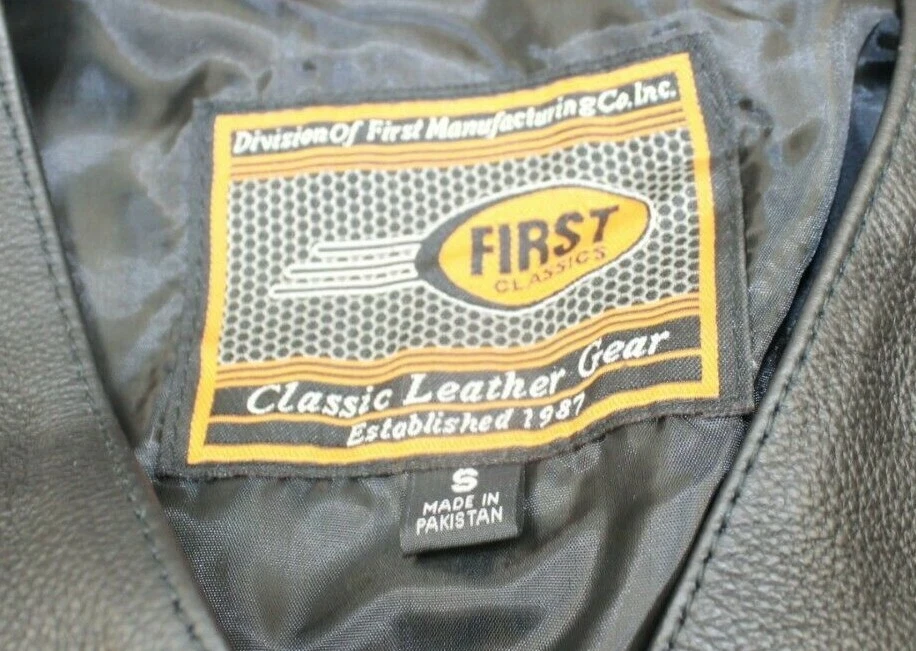 Division Of First Manufacturing Co. Inc.
FIRST
CLASSICS
Classic Leather Gear
Established 1987
S
MADE IN
PAKISTAN